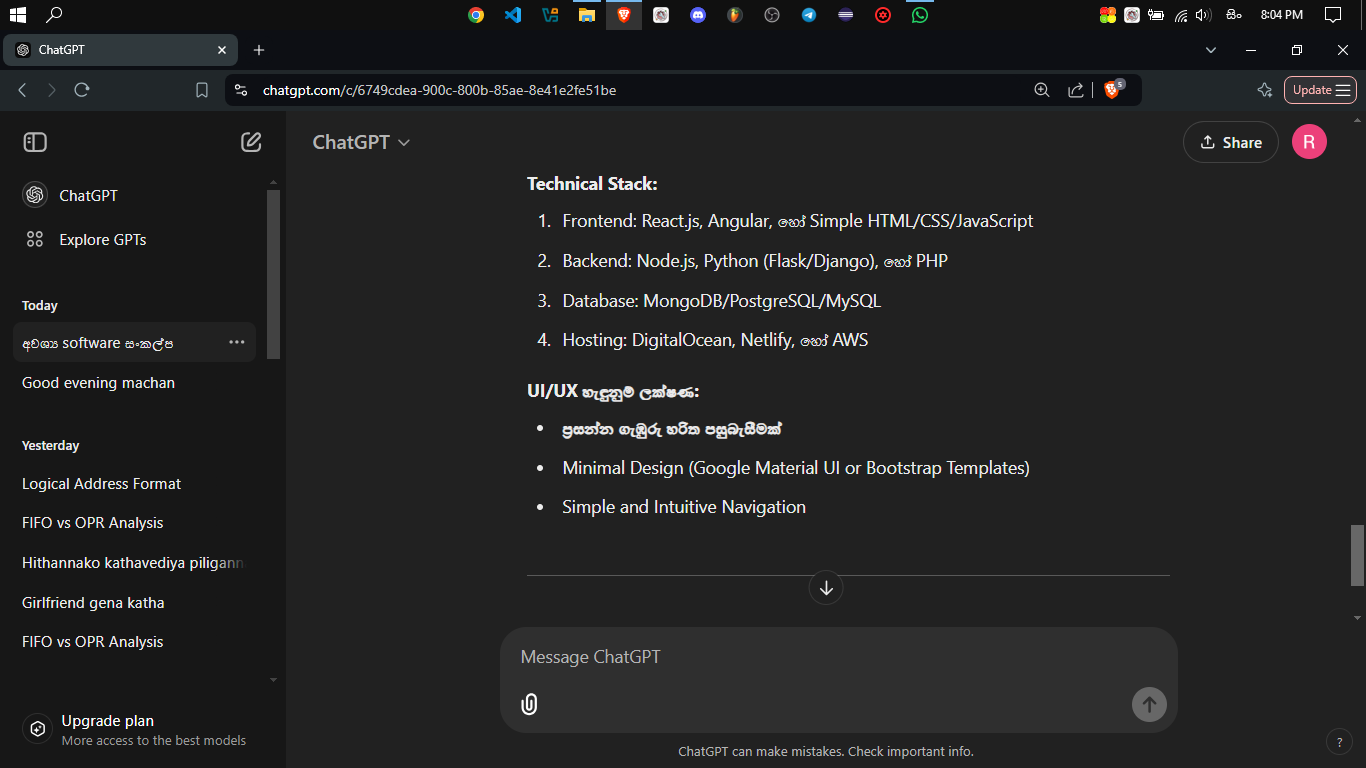 සිං 8:04 PM
ChatGPT
chatgpt.com/c/6749cdea-900c-800b-85ae-8e41e2fe51be
5
Update
ChatGPT
Share
R
ChatGPT
Explore GPTs
Today
අවශ්‍ය software සංකල්ප
Good evening machan
Yesterday
Logical Address Format
FIFO vs OPR Analysis
Hithannako kathavediya piligann
Girlfriend gena katha
FIFO vs OPR Analysis
Upgrade plan
More access to the best models
Technical Stack:
1. Frontend: React.js, Angular, හෝ Simple HTML/CSS/JavaScript
2. Backend: Node.js, Python (Flask/Django), හෝ PHP
3. Database: MongoDB/PostgreSQL/MySQL
4. Hosting: DigitalOcean, Netlify, හෝ AWS
UI/UX හැඳුනුම් ලක්ෂණ:
• ප්‍රසන්න ගැඹුරු හරිත පසුබැසීමක්
• Minimal Design (Google Material UI or Bootstrap Templates)
• Simple and Intuitive Navigation
Message ChatGPT
ChatGPT can make mistakes. Check important info.
?